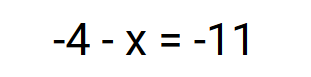 -4 - x = -11